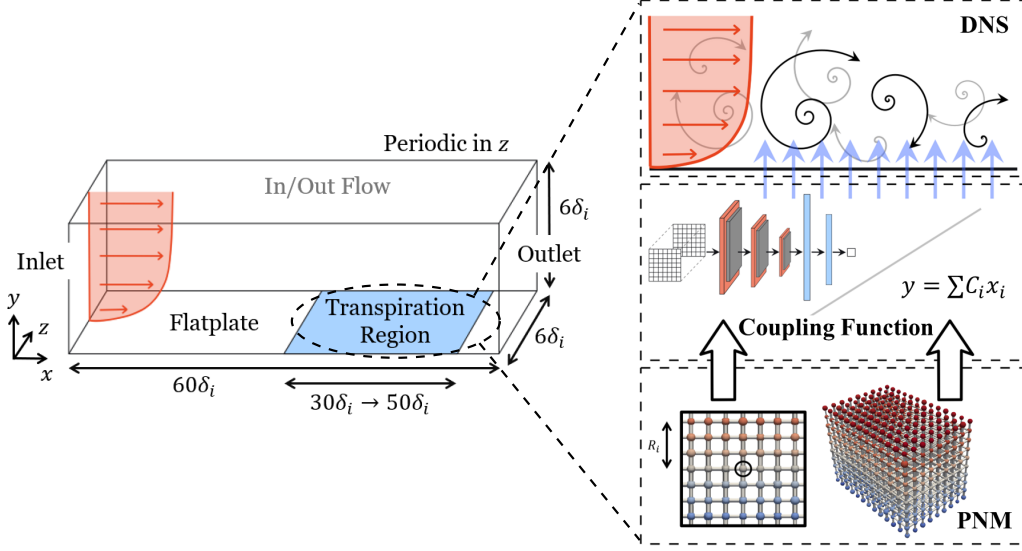 DNS
Periodic in z
In/Out Flow
6δᵢ
Inlet
Outlet
y
z
x
Flatplate
Transpiration
Region
6δᵢ
60δᵢ
30δᵢ → 50δᵢ
y = ∑Cᵢxᵢ
Coupling Function
Rᵢ
PNM